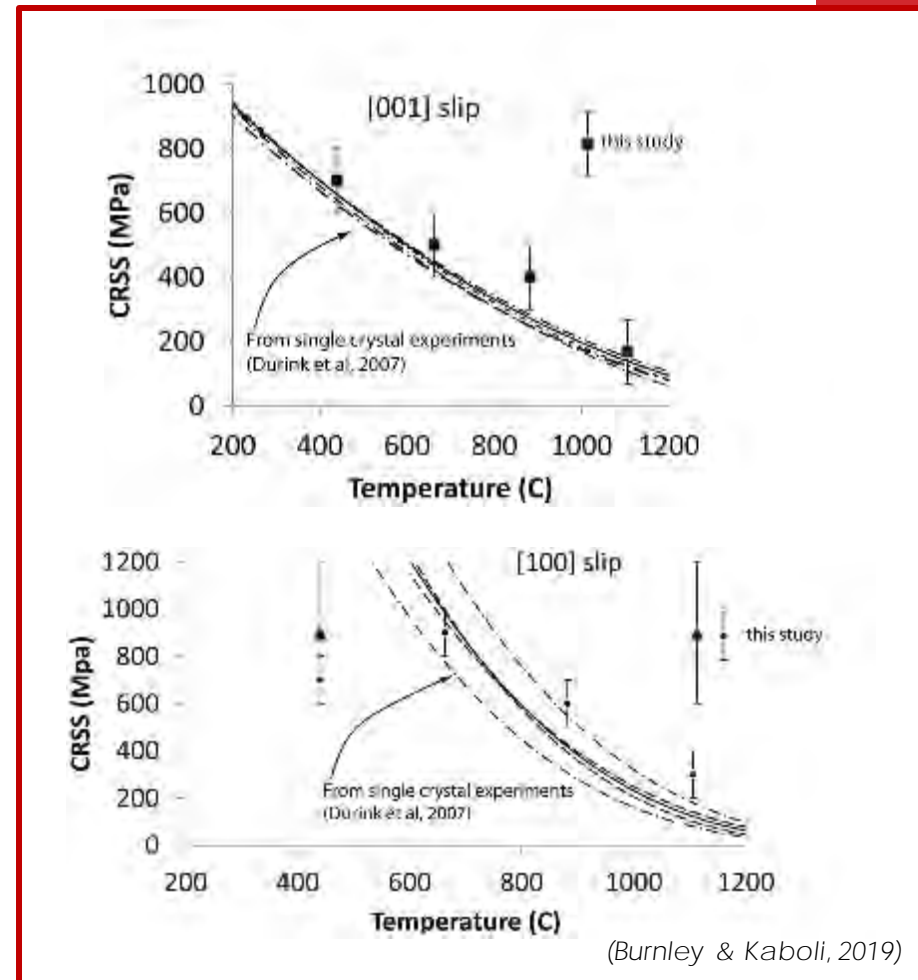 1000
[001] slip
this study
800
600
400
200
0
CRSS (MPa)
From single crystal experiments
(Durink et al, 2007)
200 400 600 800 1000 1200
Temperature (C)
1200
[100] slip
1000
this study
800
600
400
200
0
CRSS (Mpa)
From single crystal experiments
(Durink et al, 2007)
200 400 600 800 1000 1200
Temperature (C)
(Burnley & Kaboli, 2019)